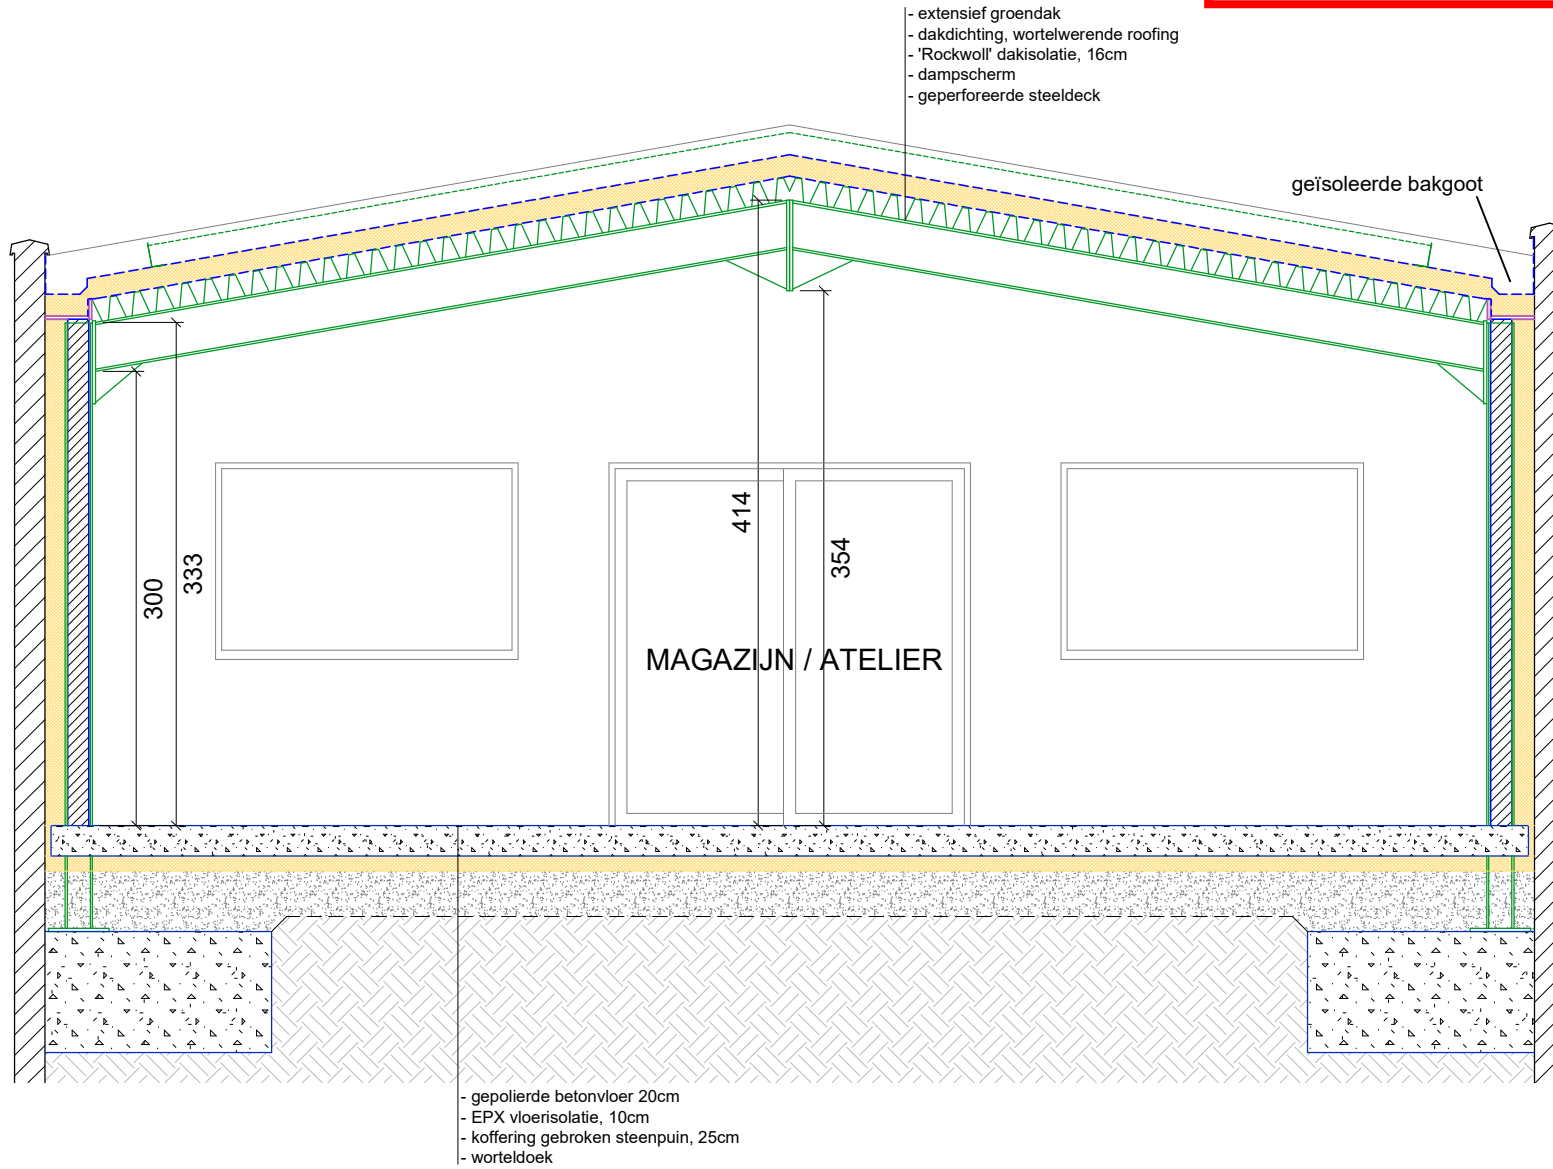 - extensief groendak
- dakdichting, wortelwerende roofing
- 'Rockwoll' dakisolatie, 16cm
- dampscherm
- geperforeerde steeldeck
geïsoleerde bakgoot
414
354
333
300
MAGAZIJN / ATELIER
- gepolierde betonvloer 20cm
- EPX vloerisolatie, 10cm
- koffering gebroken steenpuin, 25cm
- worteldoek